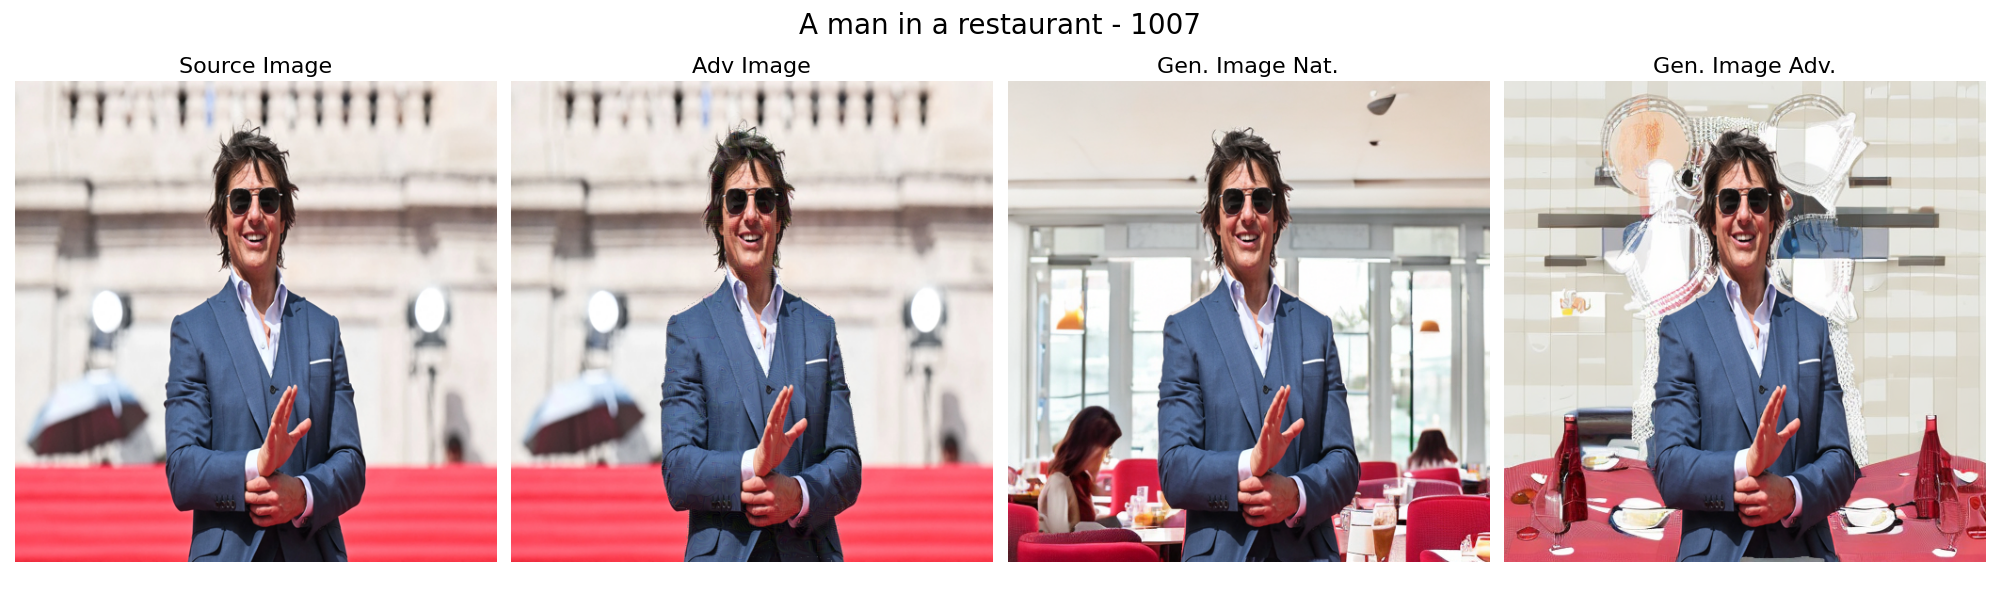 A man in a restaurant - 1007
Source Image
Adv Image
Gen. Image Nat.
Gen. Image Adv.